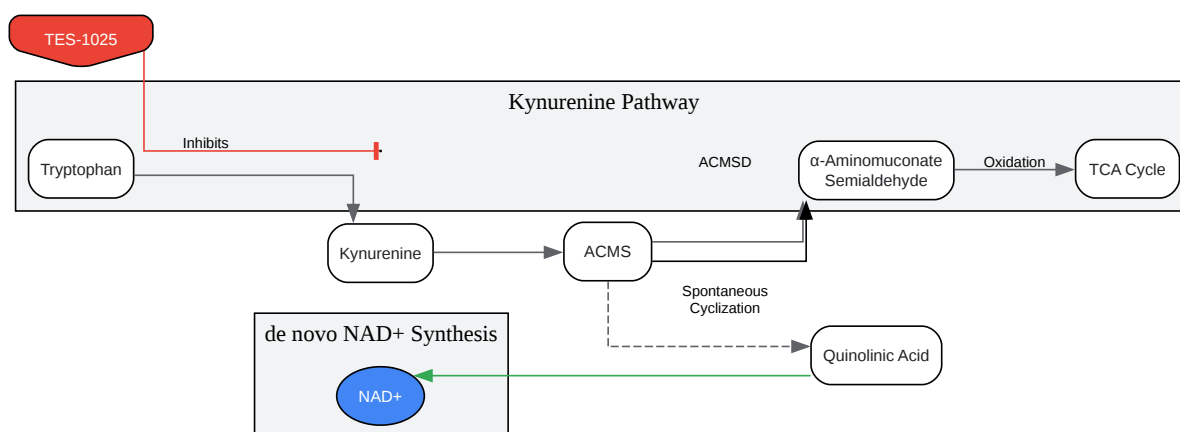 TES-1025
Kynurenine Pathway
Inhibits
Tryptophan
ACMSD
α-Aminomuconate
Semialdehyde
Oxidation
TCA Cycle
Kynurenine
ACMS
Spontaneous
Cyclization
de novo NAD+ Synthesis
Quinolinic Acid
NAD+